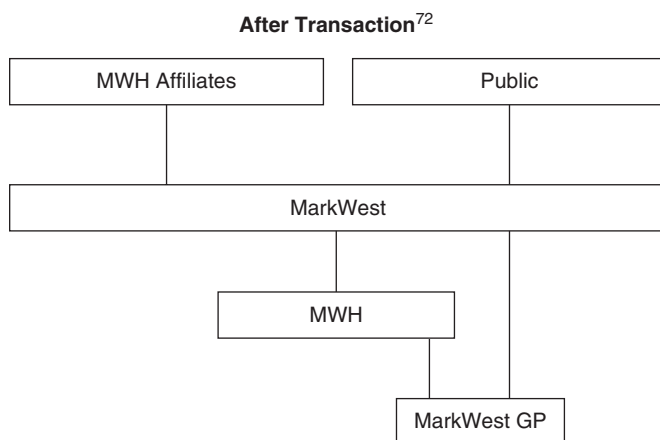 After Transaction72
MWH Affiliates
Public
MarkWest
MWH
MarkWest GP